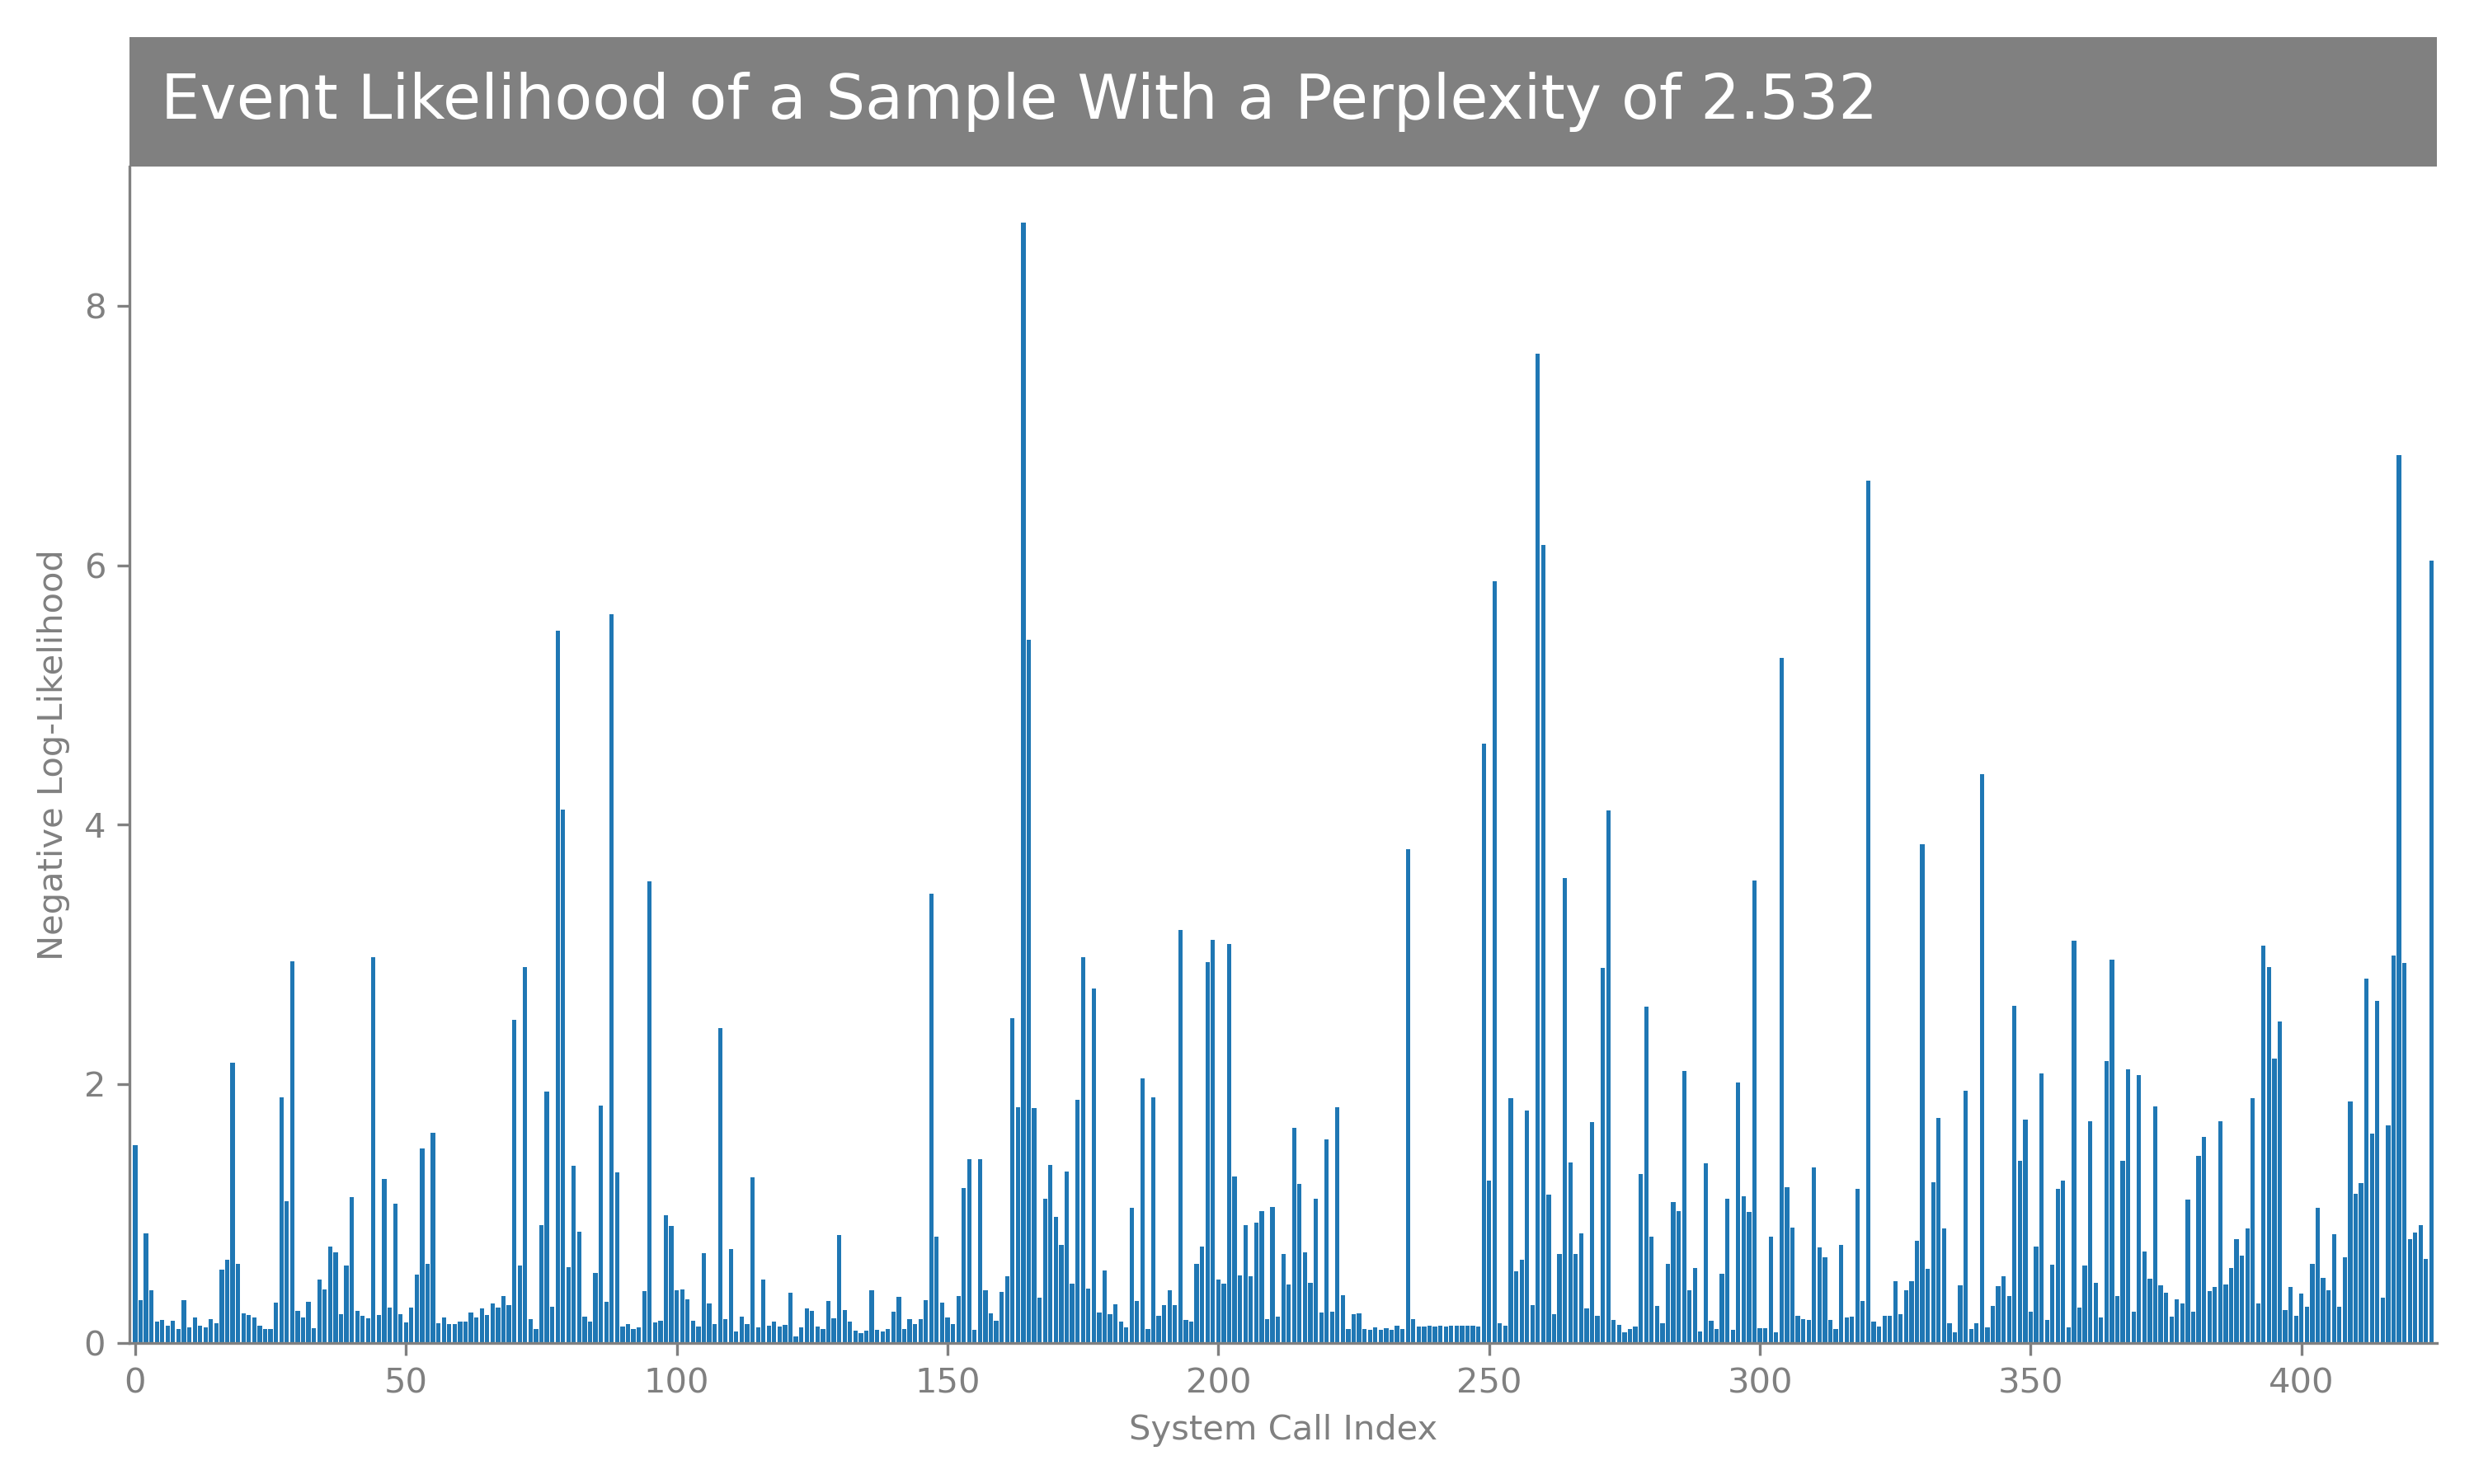 Event Likelihood of a Sample With a Perplexity of 2.532
8
6
4
2
0
Negative Log-Likelihood
0 50 100 150 200 250 300 350 400
System Call Index